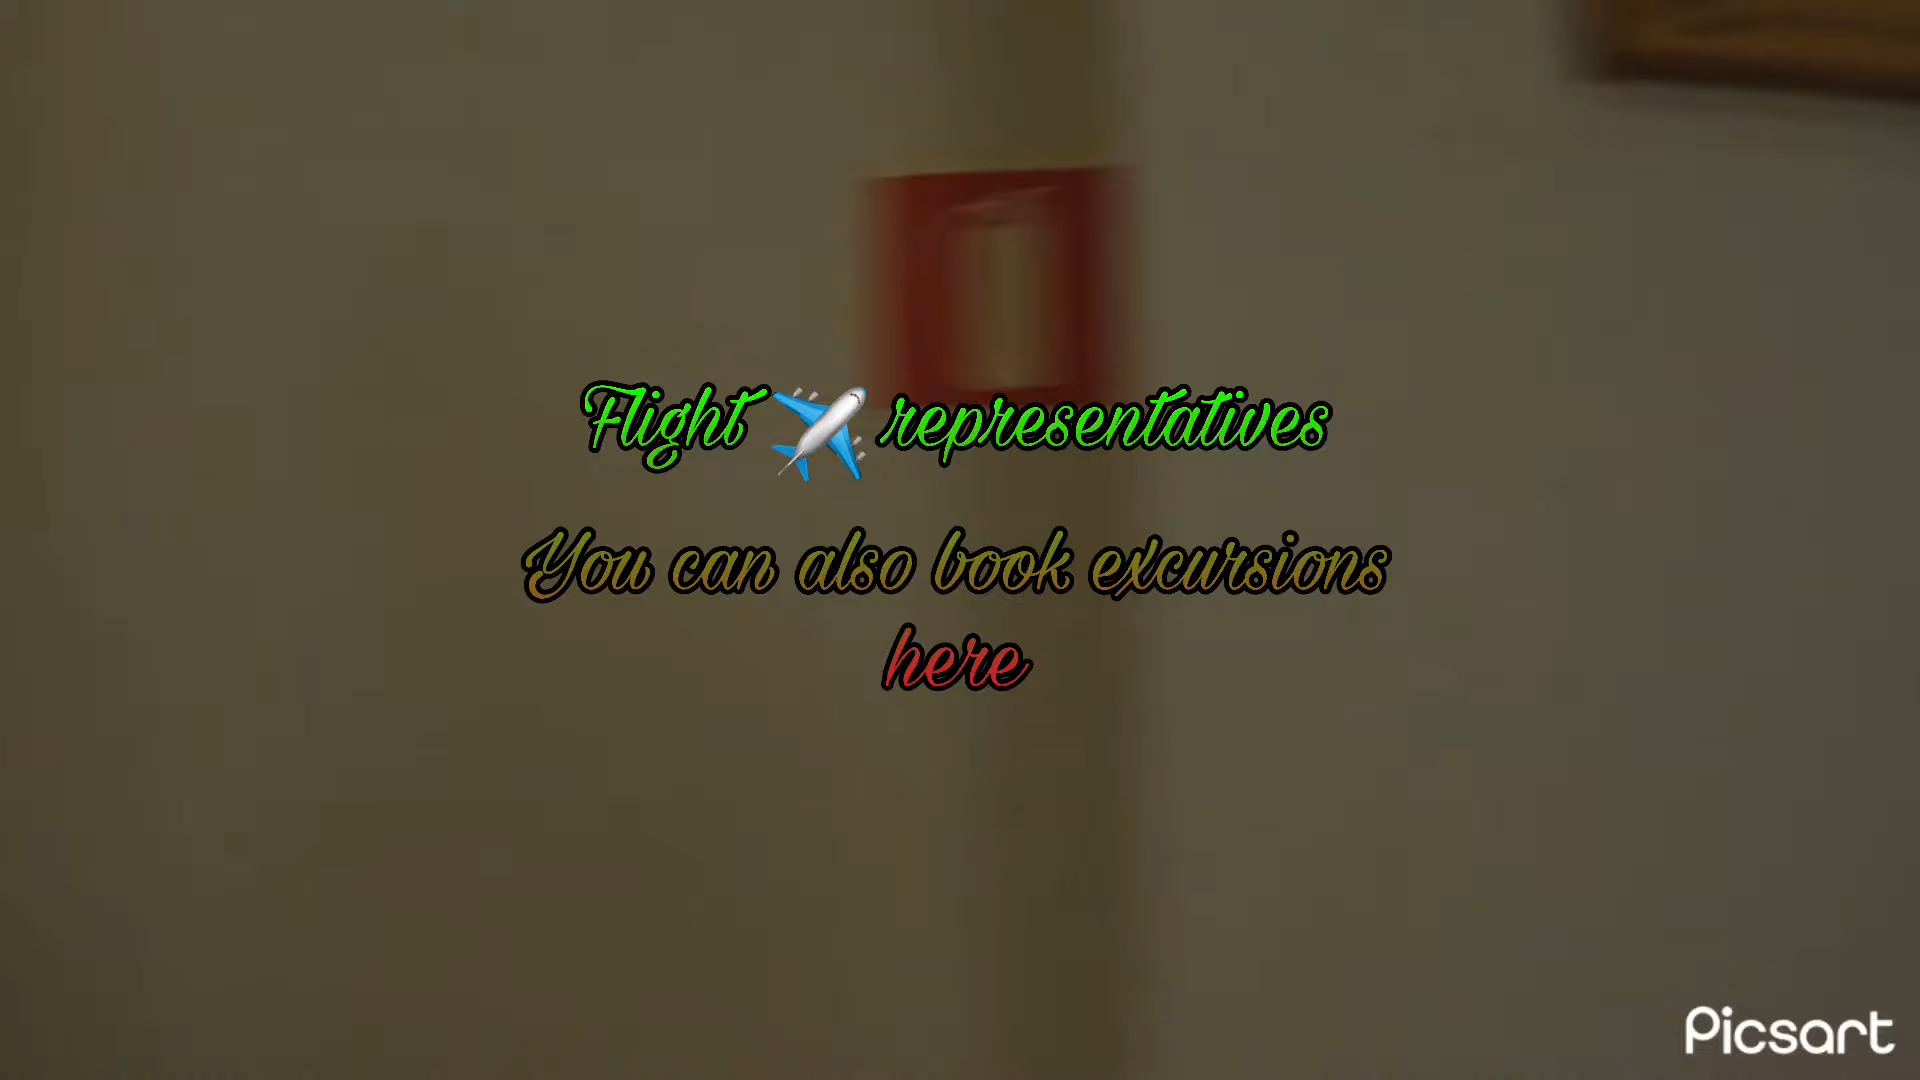 Flight ✈️ representatives
You can also book excursions
here
Picsart